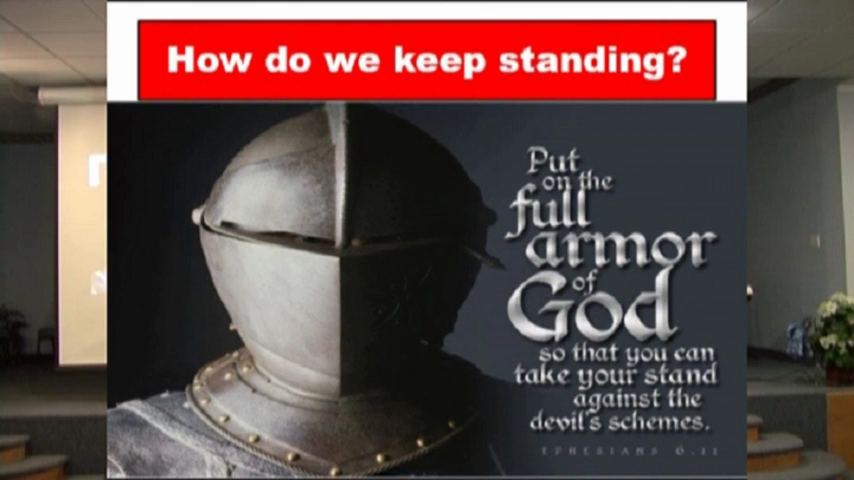 How do we keep standing?
Put
on the
full
armor
of
God
so that you can
take your stand
against the
devil's schemes.
EPHESIANS 6.11